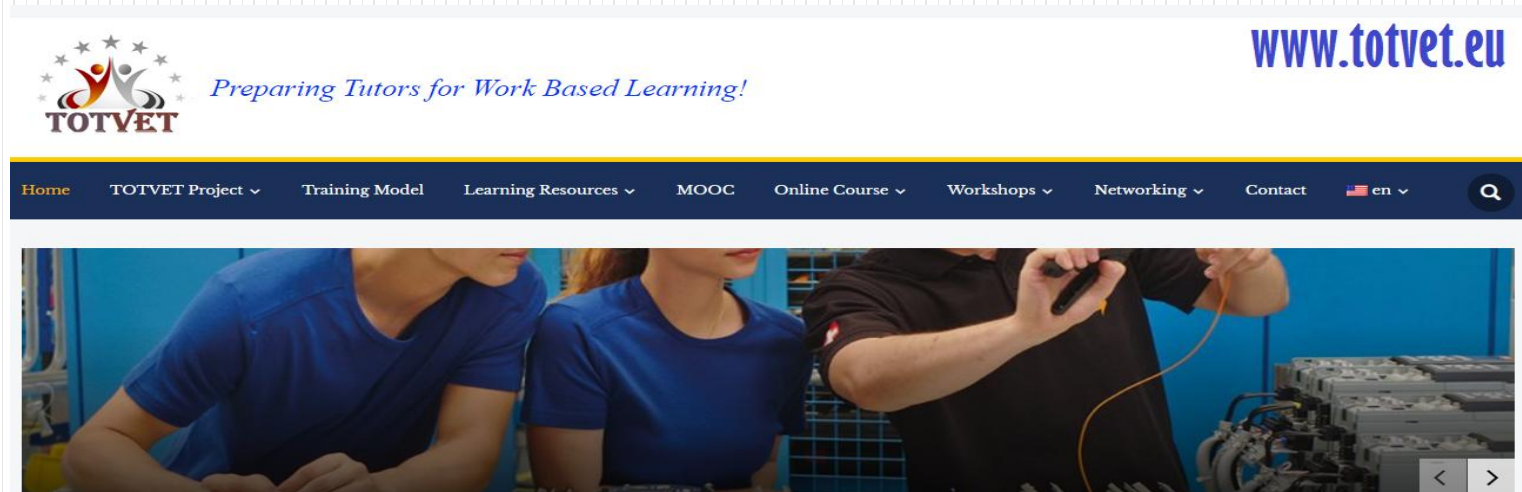 www.totvet.eu
TOTVET
Preparing Tutors for Work Based Learning!
Home TOTVET Project Training Model Learning Resources MOOC Online Course Workshops Networking Contact en